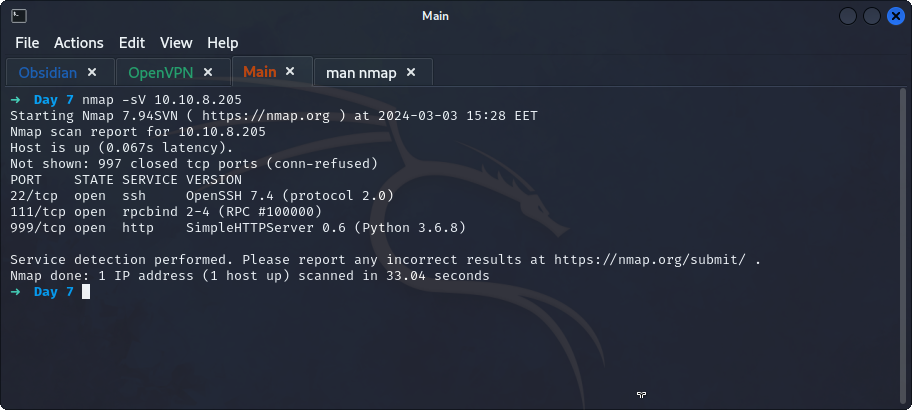 Main
File Actions Edit View Help
Obsidian × OpenVPN × Main × man nmap ×
→ Day 7 nmap -sV 10.10.8.205
Starting Nmap 7.94SVN ( https://nmap.org ) at 2024-03-03 15:28 EET
Nmap scan report for 10.10.8.205
Host is up (0.067s latency).
Not shown: 997 closed tcp ports (conn-refused)
PORT    STATE SERVICE VERSION
22/tcp  open  ssh     OpenSSH 7.4 (protocol 2.0)
111/tcp open  rpcbind 2-4 (RPC #100000)
999/tcp open  http    SimpleHTTPServer 0.6 (Python 3.6.8)
Service detection performed. Please report any incorrect results at https://nmap.org/submit/ .
Nmap done: 1 IP address (1 host up) scanned in 33.04 seconds
→ Day 7